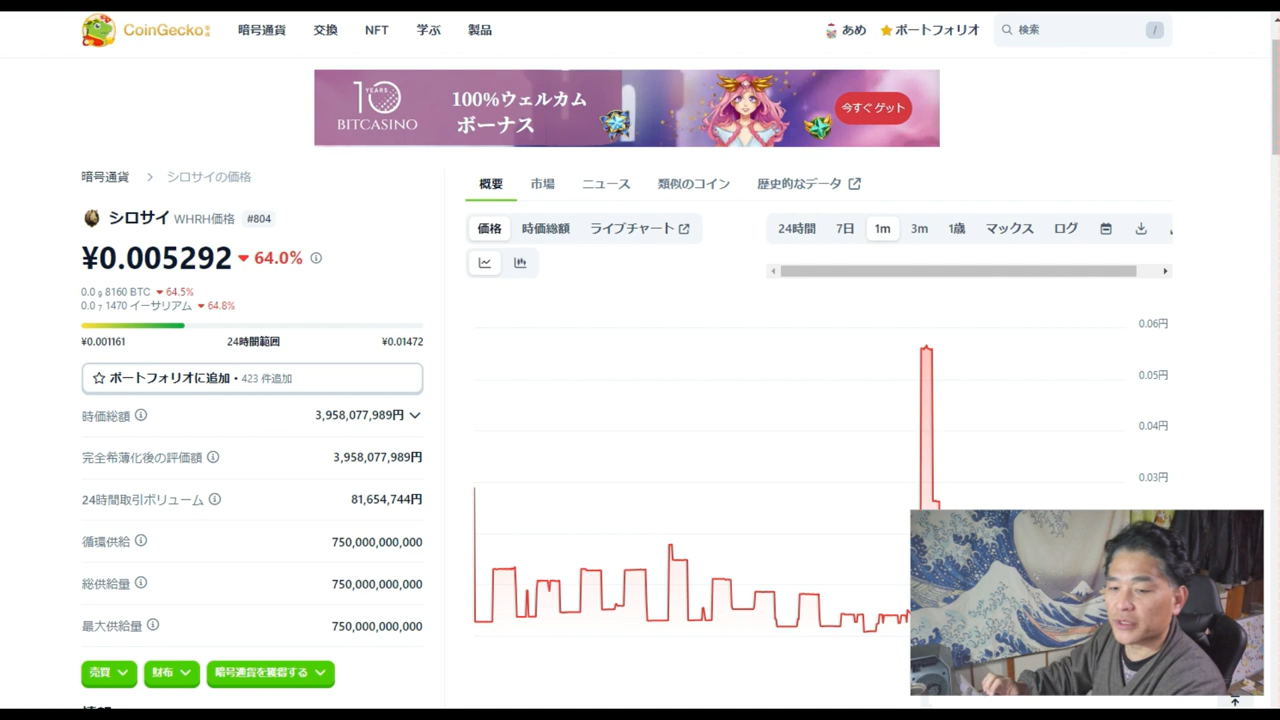 CoinGecko
暗号通貨
交換
NFT
学ぶ
製品
あめ
ポートフォリオ
検索
/
10 YEARS
BITCASINO
100%ウェルカム
ボーナス
今すぐゲット
暗号通貨 > シロサイの価格
シロサイ WHRH価格 #804
¥0.005292 64.0%
0.0₉8160 BTC 64.5%
0.0₇1470 イーサリアム 64.8%
¥0.001161 24時間範囲 ¥0.01472
ポートフォリオに追加・423 件追加
時価総額 3,958,077,989円
完全希薄化後の評価額 3,958,077,989円
24時間取引ボリューム 81,654,744円
循環供給 750,000,000,000
総供給量 750,000,000,000
最大供給量 750,000,000,000
売買
財布
暗号通貨を獲得する
概要
市場
ニュース
類似のコイン
歴史的なデータ
価格
時価総額
ライブチャート
24時間
7日
1m
3m
1歳
マックス
ログ
0.06円
0.05円
0.04円
0.03円